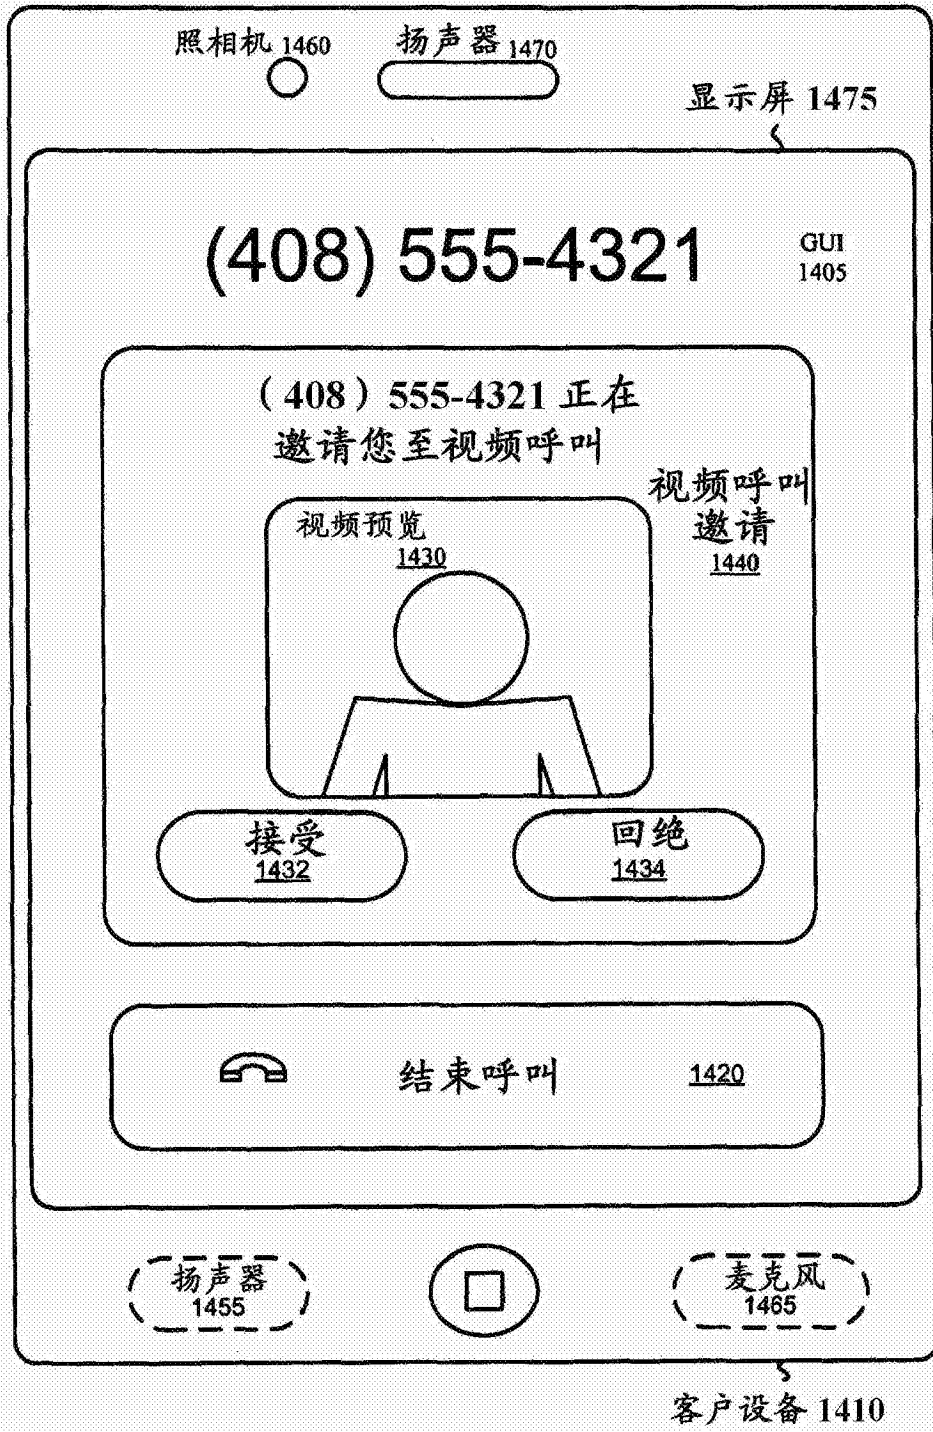 照相机 1460
扬声器 1470
显示屏 1475
(408) 555-4321
GUI
1405
（408）555-4321 正在
邀请您至视频呼叫
视频呼叫
邀请
1440
视频预览
1430
接受
1432
回绝
1434
结束呼叫 1420
扬声器
1455
麦克风
1465
客户设备 1410